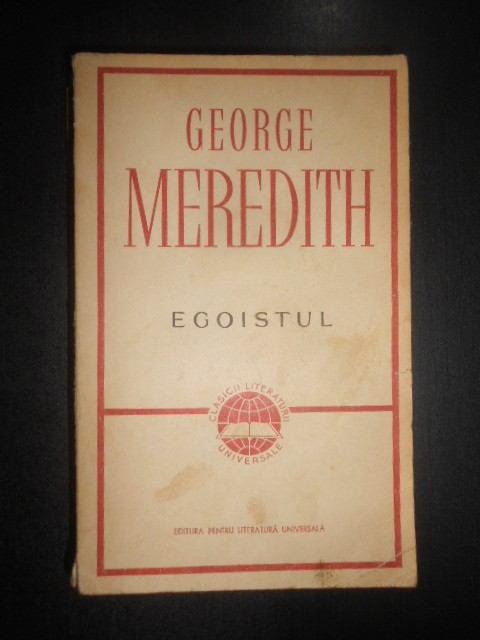 GEORGE
MEREDITH
EGOISTUL
CLASICII LITERATURII
UNIVERSALE
EDITURA PENTRU LITERATURĂ UNIVERSALĂ